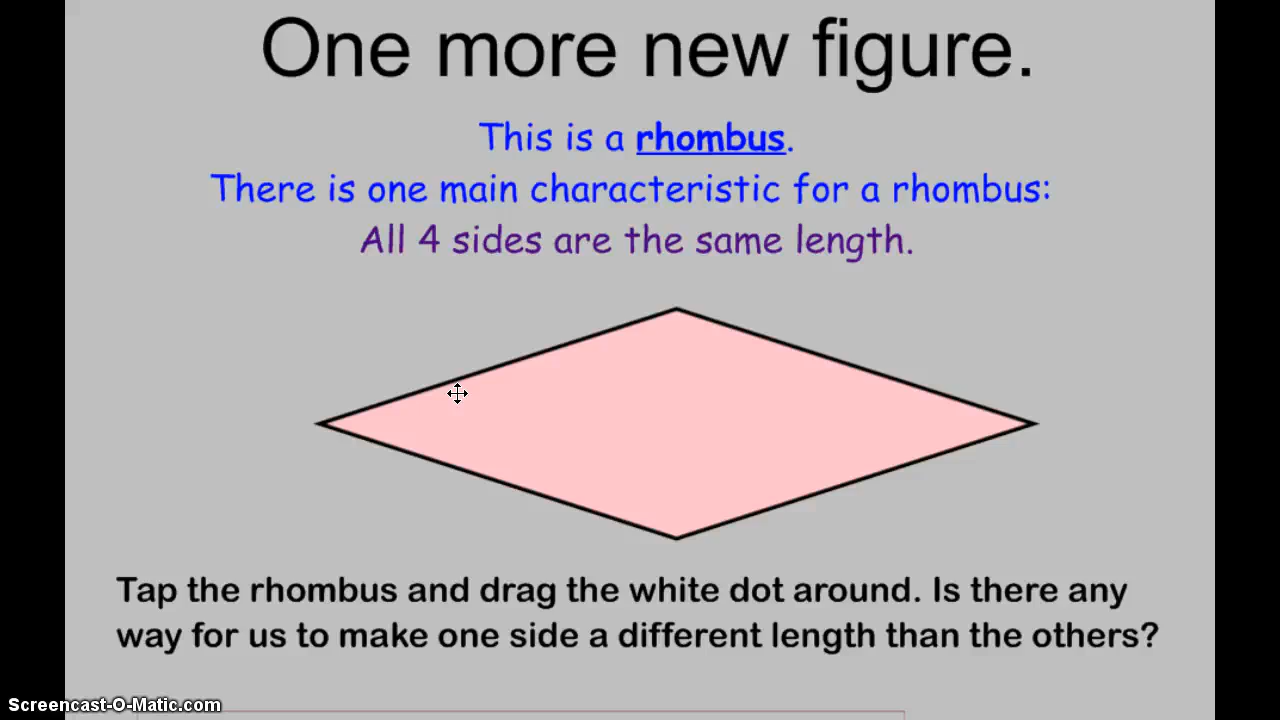 One more new figure.
This is a rhombus.
There is one main characteristic for a rhombus:
All 4 sides are the same length.
Tap the rhombus and drag the white dot around. Is there any
way for us to make one side a different length than the others?
Screencast-O-Matic.com